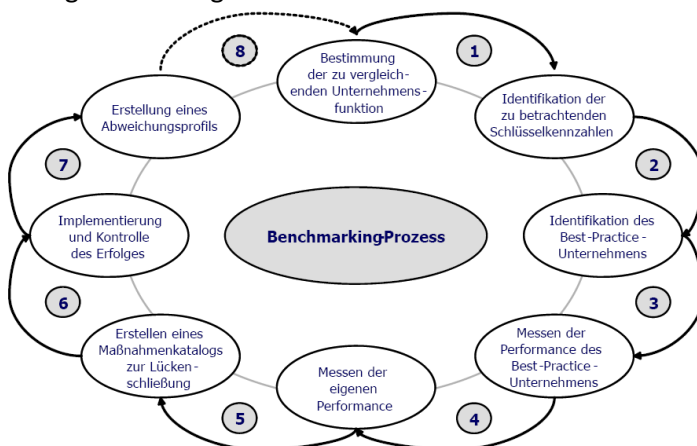 8
Bestimmung
der zu vergleich-
enden Unternehmens-
funktion
1
Identifikation der
zu betrachtenden
Schlüsselkennzahlen
2
Identifikation des
Best-Practice-
Unternehmens
3
Messen der
Performance des
Best-Practice-
Unternehmens
4
Messen der
eigenen
Performance
5
Erstellen eines
Maßnahmenkatalogs
zur Lücken-
schließung
6
Implementierung
und Kontrolle
des Erfolges
7
Erstellung eines
Abweichungsprofils
Benchmarking-Prozess